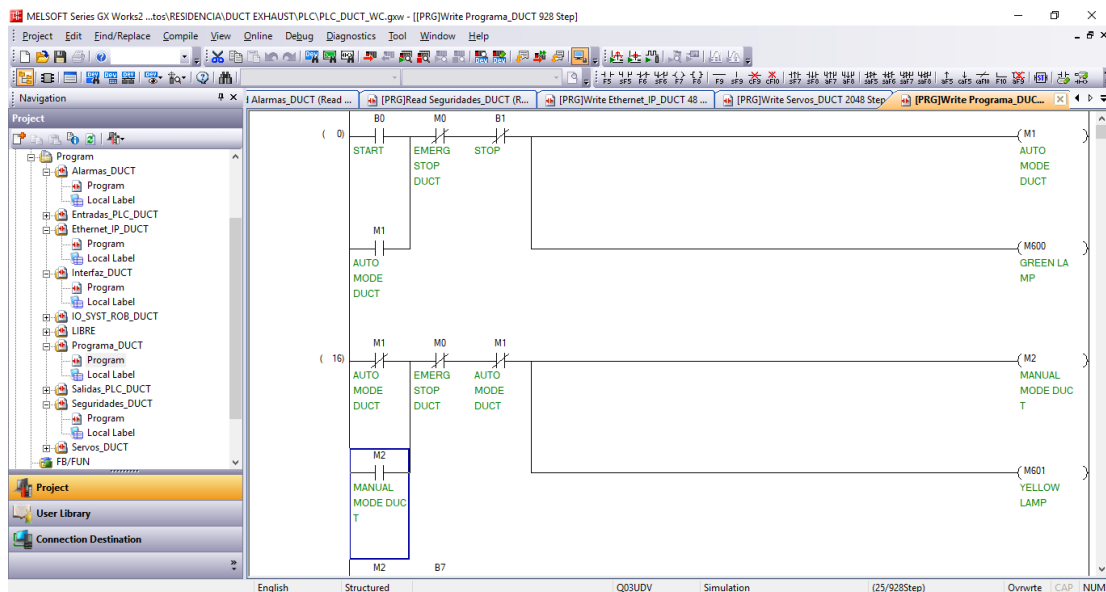 MELSOFT Series GX Works2 ...tos\RESIDENCIA\DUCT EXHAUST\PLC\PLC_DUCT_WC.gxw - [[PRG]Write Programa_DUCT 928 Step]
Project Edit Find/Replace Compile View Online Debug Diagnostics Tool Window Help
Navigation
l Alarmas_DUCT (Read ... [PRG]Read Seguridades_DUCT (R... [PRG]Write Ethernet_IP_DUCT 48 ... [PRG]Write Servos_DUCT 2048 Step [PRG]Write Programa_DUC...
Project
Program
Alarmas_DUCT
Program
Local Label
Entradas_PLC_DUCT
Ethernet_IP_DUCT
Program
Local Label
Interfaz_DUCT
Program
Local Label
IO_SYST_ROB_DUCT
LIBRE
Programa_DUCT
Program
Local Label
Salidas_PLC_DUCT
Seguridades_DUCT
Program
Local Label
Servos_DUCT
FB/FUN
Project
User Library
Connection Destination
B0 M0 B1
( 0) M1
START EMERG STOP AUTO
STOP MODE
DUCT DUCT
M1
M600
AUTO GREEN LA
MODE MP
DUCT
M1 M0 M1
( 16) M2
AUTO EMERG AUTO MANUAL
MODE STOP MODE MODE DUC
DUCT DUCT DUCT T
M2
M601
MANUAL YELLOW
MODE DUC LAMP
T
M2 B7
English Structured Q03UDV Simulation (25/928Step) Ovrwrte CAP NUM